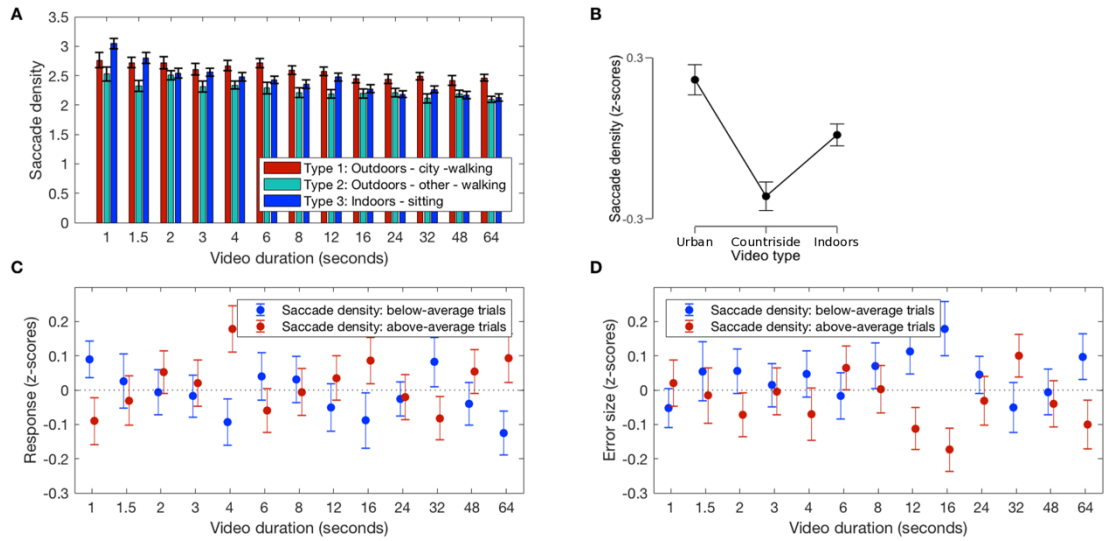 A
3.5
3
2.5
2
1.5
1
0.5
0
Saccade density
Type 1: Outdoors - city -walking
Type 2: Outdoors - other - walking
Type 3: Indoors - sitting
1 1.5 2 3 4 6 8 12 16 24 32 48 64
Video duration (seconds)
B
0.3
-0.3
Saccade density (z-scores)
Urban Countriside Indoors
Video type
C
0.2
0.1
0
-0.1
-0.2
-0.3
Response (z-scores)
Saccade density: below-average trials
Saccade density: above-average trials
1 1.5 2 3 4 6 8 12 16 24 32 48 64
Video duration (seconds)
D
0.2
0.1
0
-0.1
-0.2
-0.3
Error size (z-scores)
Saccade density: below-average trials
Saccade density: above-average trials
1 1.5 2 3 4 6 8 12 16 24 32 48 64
Video duration (seconds)